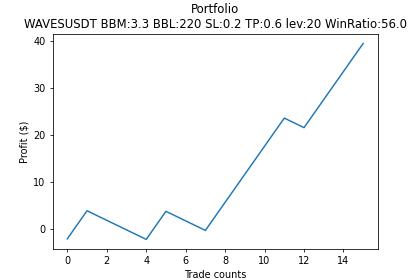 Portfolio
WAVESUSDT BBM:3.3 BBL:220 SL:0.2 TP:0.6 lev:20 WinRatio:56.0
40
30
20
10
0
Profit ($)
0 2 4 6 8 10 12 14
Trade counts